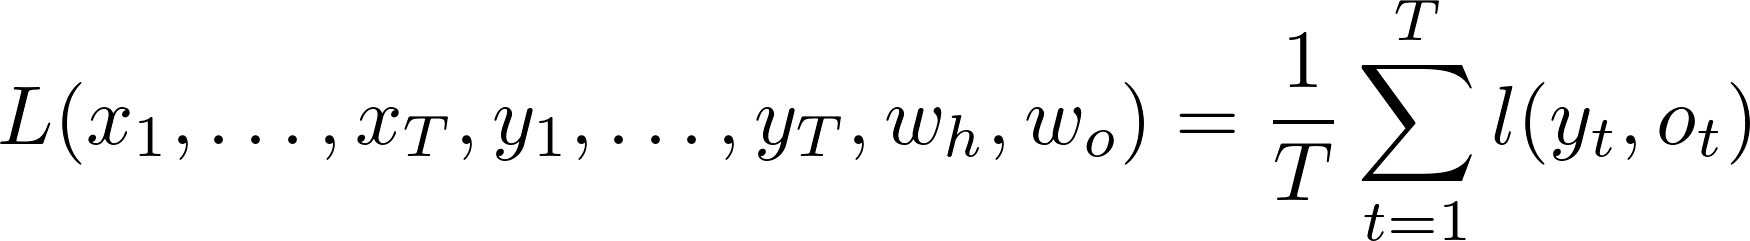 L(x_1, \ldots, x_T, y_1, \ldots, y_T, w_h, w_o) = \frac{1}{T} \sum_{t=1}^{T} l(y_t, o_t)